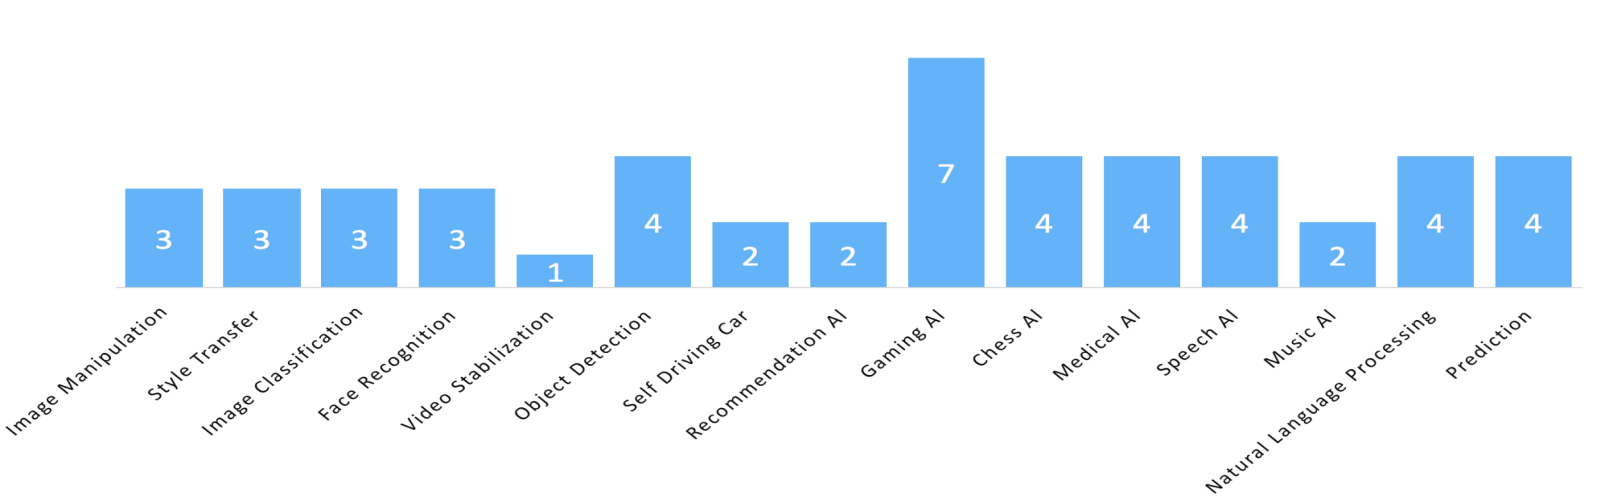 7
4
4
4
4
4
4
3
3
3
3
2
2
2
1
Image Manipulation
Style Transfer
Image Classification
Face Recognition
Video Stabilization
Object Detection
Self Driving Car
Recommendation AI
Gaming AI
Chess AI
Medical AI
Speech AI
Music AI
Natural Language Processing
Prediction